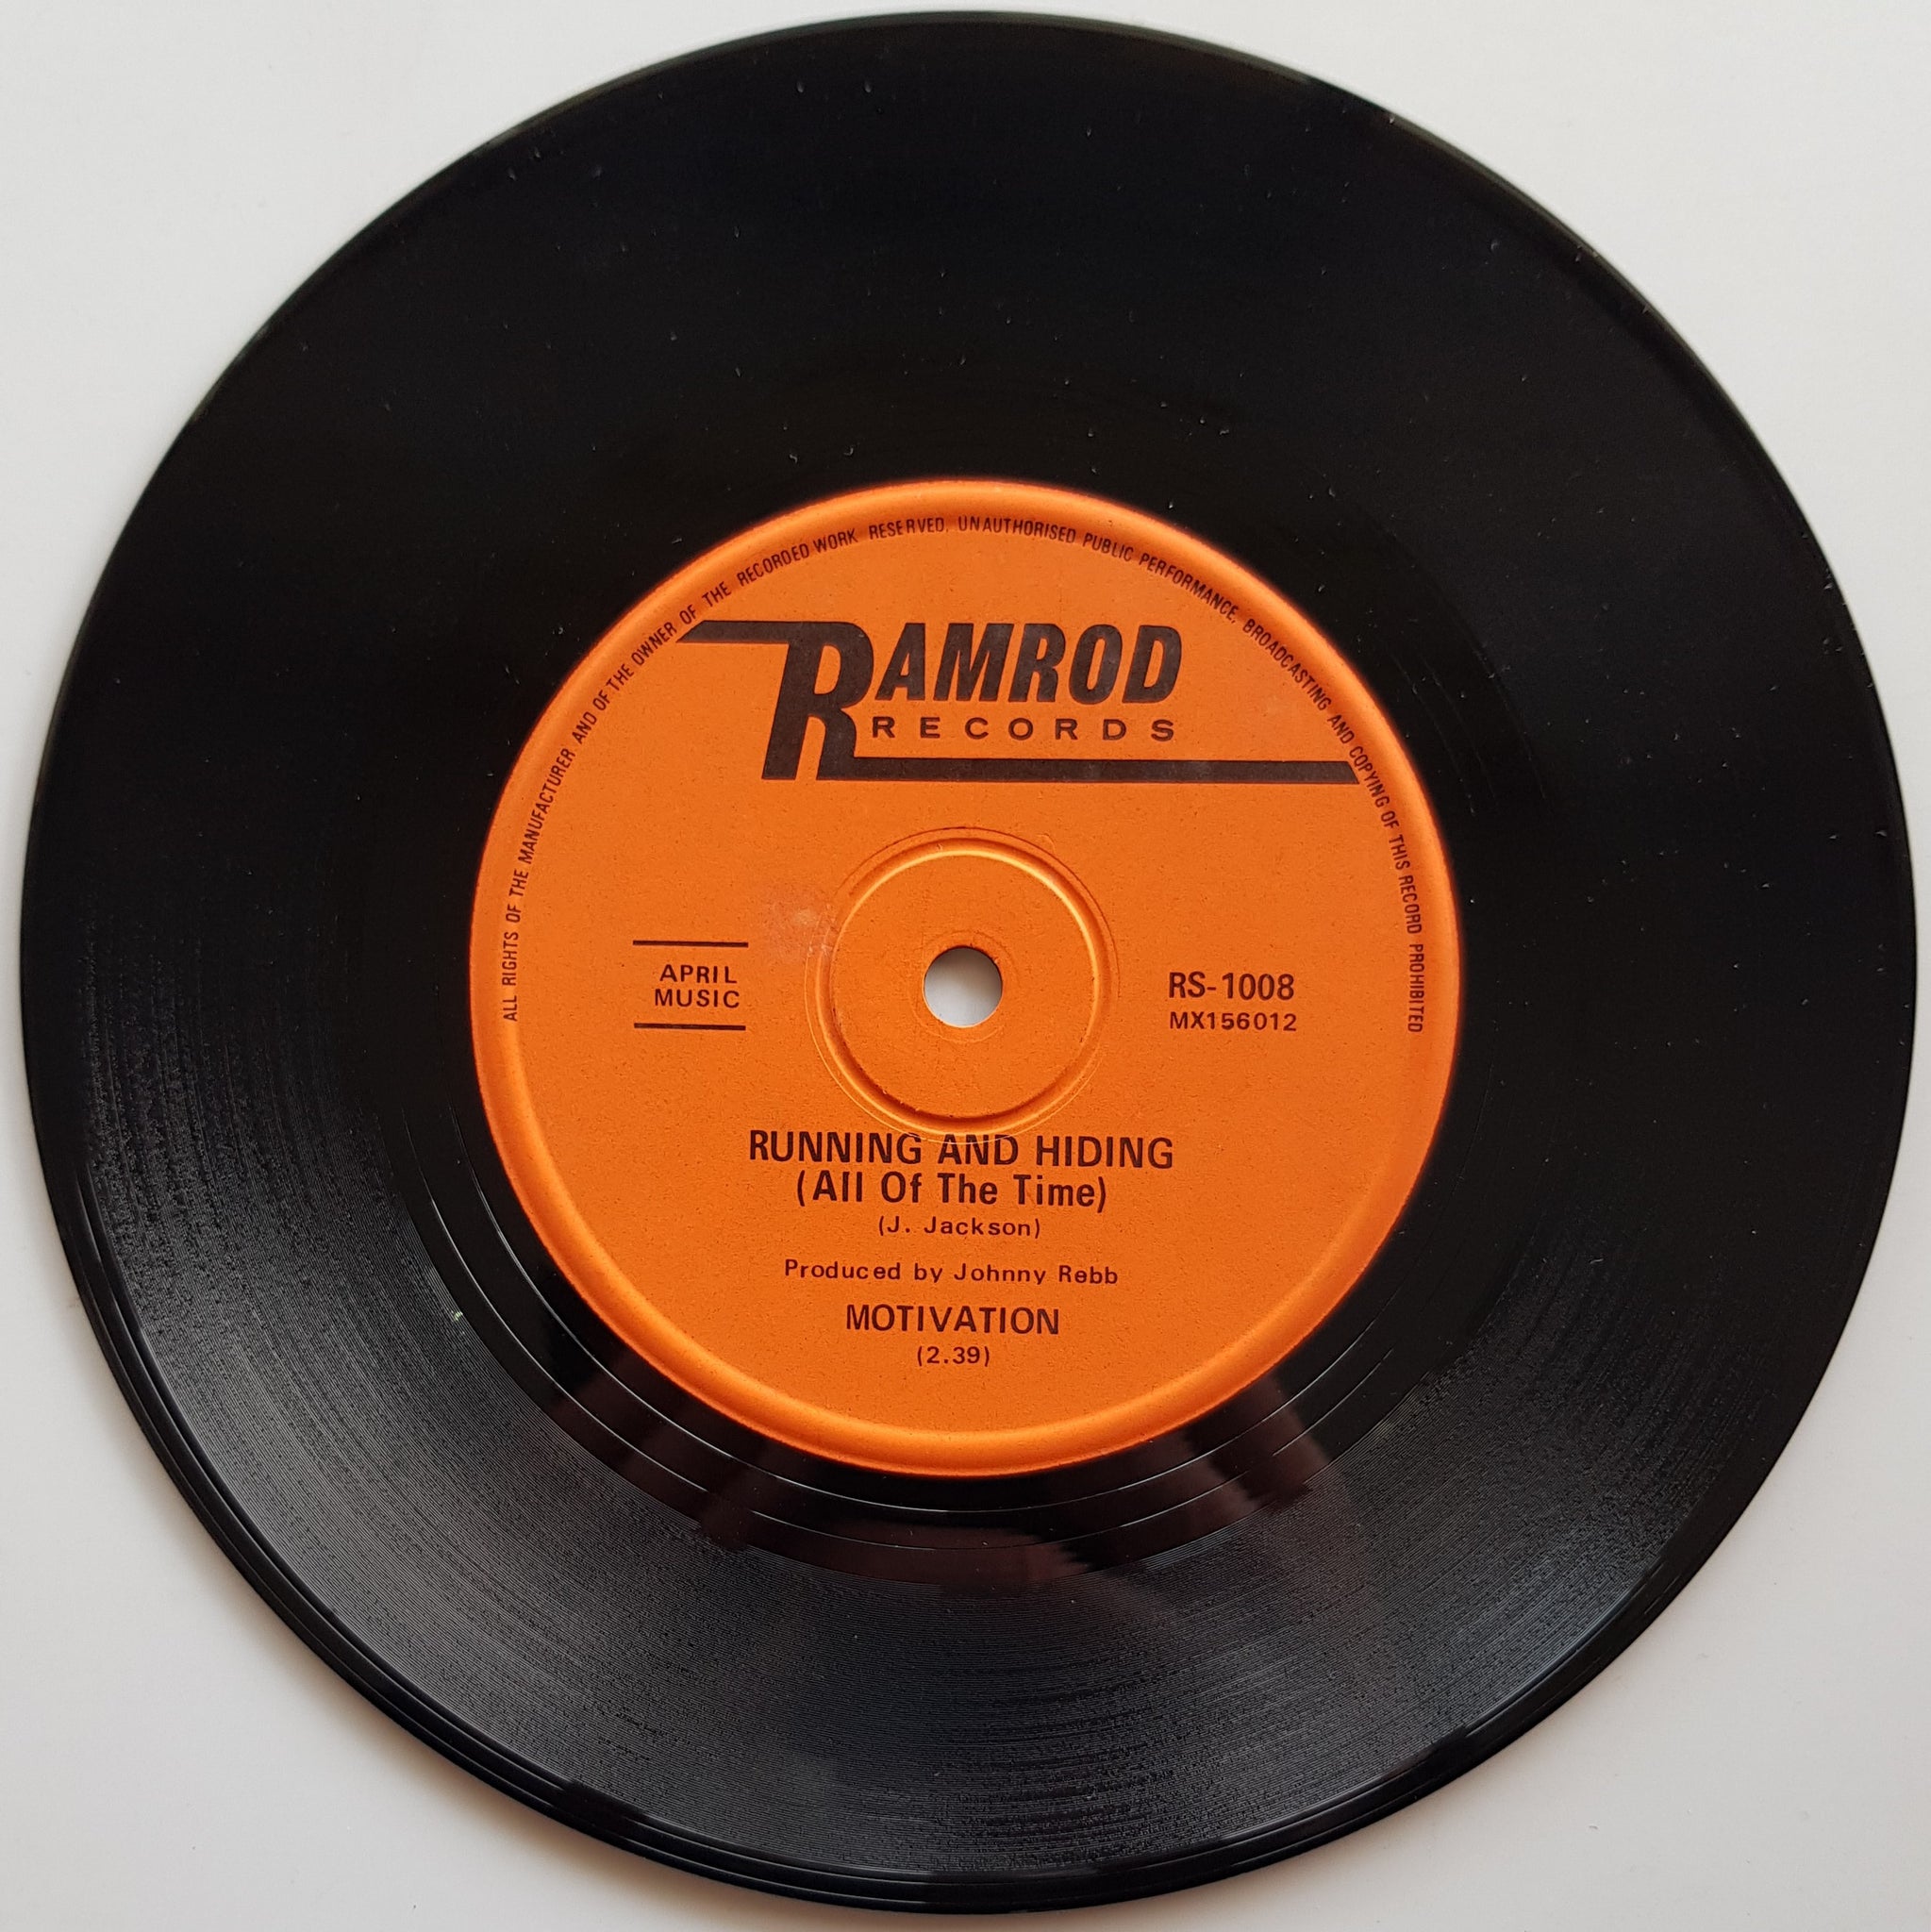 ALL RIGHTS OF THE MANUFACTURER AND OF THE OWNER OF THE RECORDED WORK RESERVED. UNAUTHORISED PUBLIC PERFORMANCE, BROADCASTING AND COPYING OF THIS RECORD PROHIBITED
RAMROD
RECORDS
APRIL
MUSIC
RS-1008
MX156012
RUNNING AND HIDING
(All Of The Time)
(J. Jackson)
Produced by Johnny Rebb
MOTIVATION
(2.39)